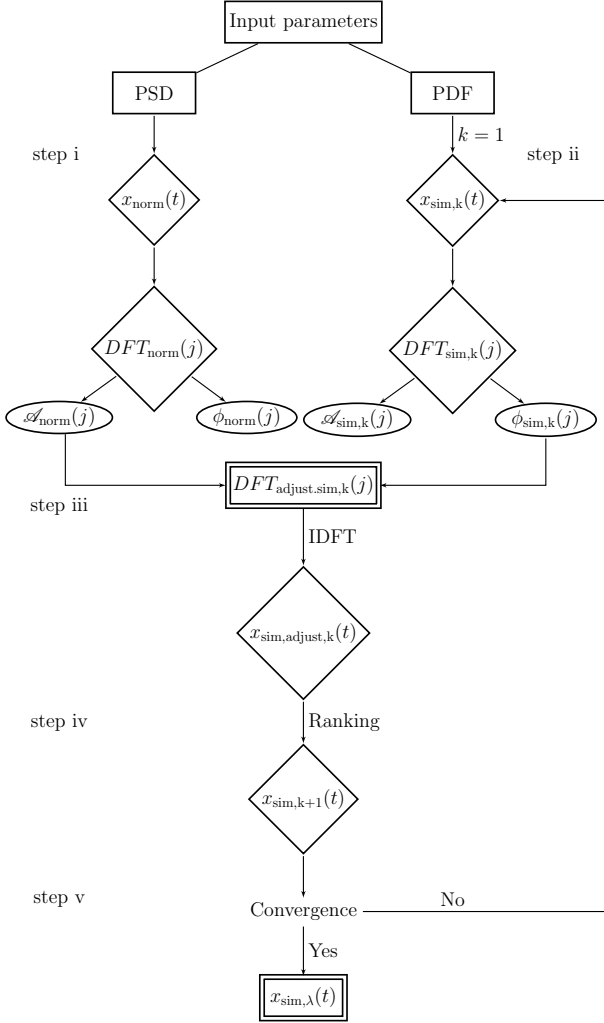 Input parameters
PSD
PDF
k = 1
step i
step ii
x_norm(t)
x_sim,k(t)
DFT_norm(j)
DFT_sim,k(j)
𝒜_norm(j)
ϕ_norm(j)
𝒜_sim,k(j)
ϕ_sim,k(j)
DFT_adjust.sim,k(j)
step iii
IDFT
x_sim,adjust,k(t)
step iv
Ranking
x_sim,k+1(t)
step v
No
Convergence
Yes
x_sim,λ(t)